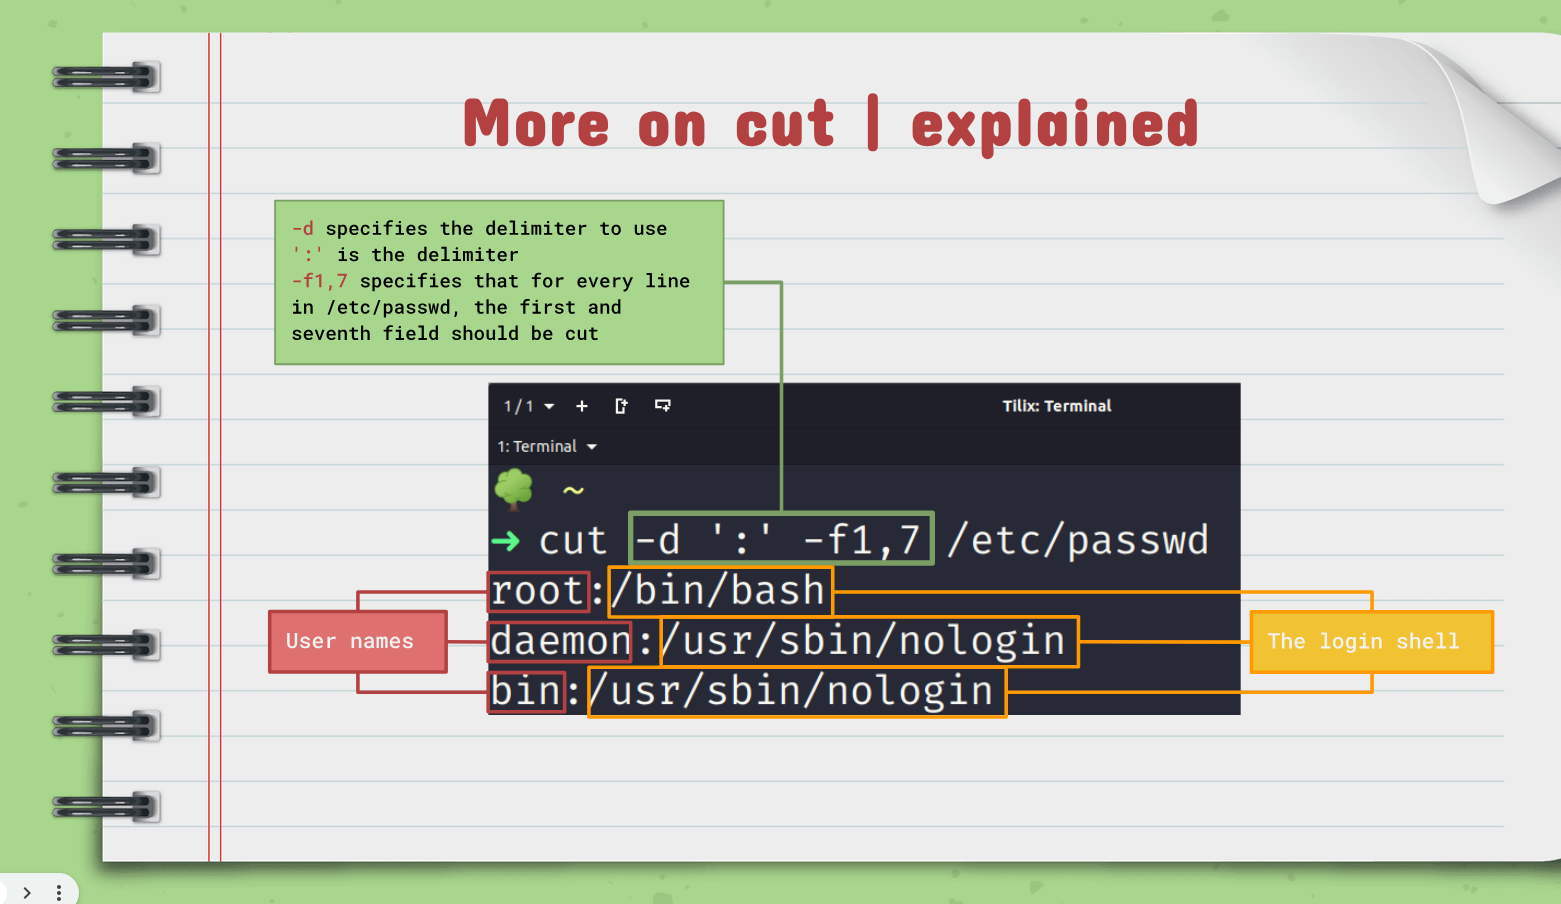 More on cut | explained
-d specifies the delimiter to use
':' is the delimiter
-f1,7 specifies that for every line
in /etc/passwd, the first and
seventh field should be cut
1/1
Tilix: Terminal
1: Terminal
~
➜ cut -d ':' -f1,7 /etc/passwd
root:/bin/bash
daemon:/usr/sbin/nologin
bin:/usr/sbin/nologin
User names
The login shell